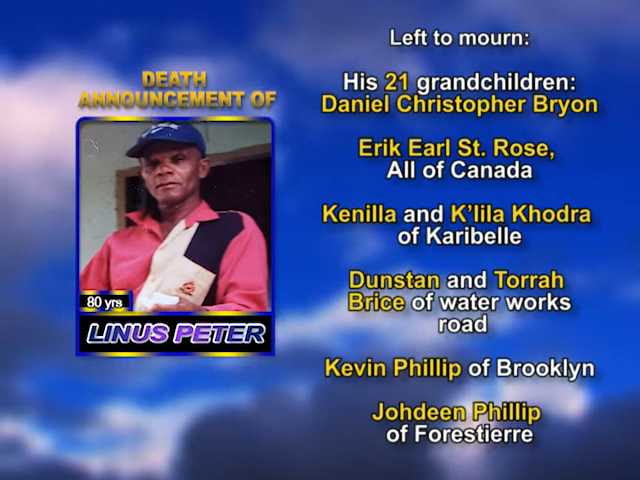 DEATH
ANNOUNCEMENT OF
80 yrs
LINUS PETER
Left to mourn:
His 21 grandchildren:
Daniel Christopher Bryon
Erik Earl St. Rose,
All of Canada
Kenilla and K'lila Khodra
of Karibelle
Dunstan and Torrah
Brice of water works
road
Kevin Phillip of Brooklyn
Johdeen Phillip
of Forestierre